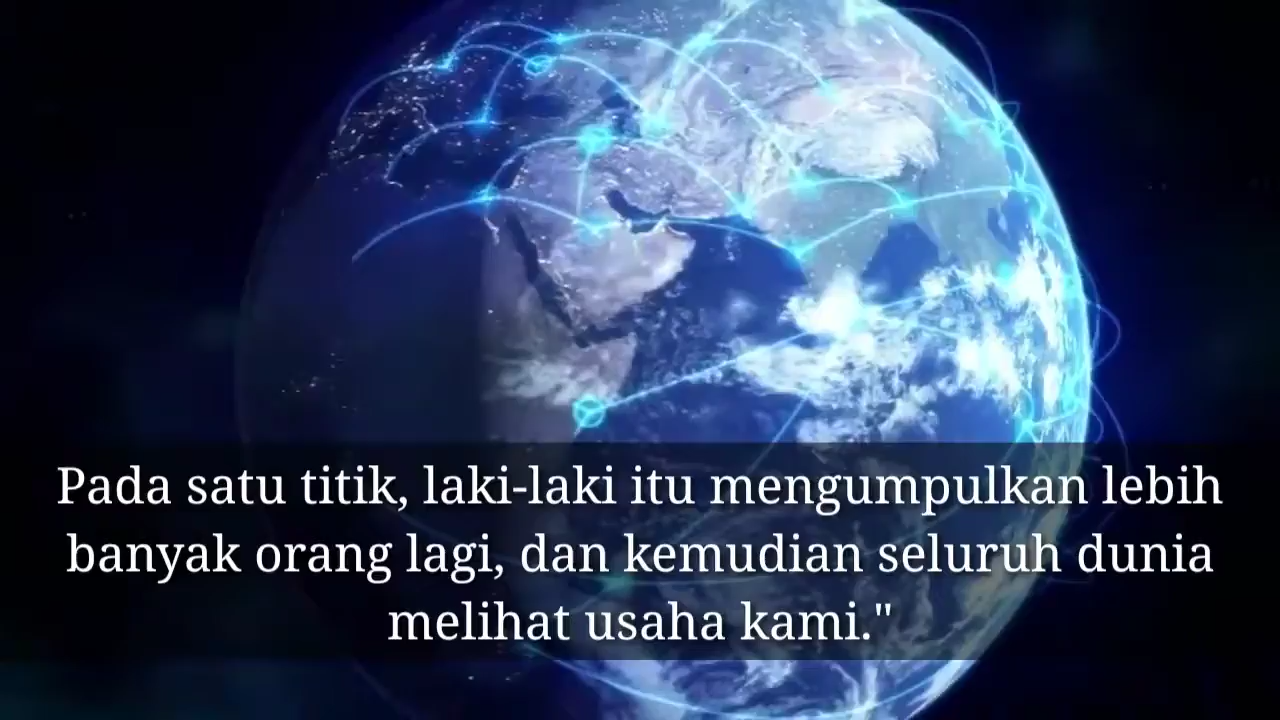 Pada satu titik, laki-laki itu mengumpulkan lebih
banyak orang lagi, dan kemudian seluruh dunia
melihat usaha kami."